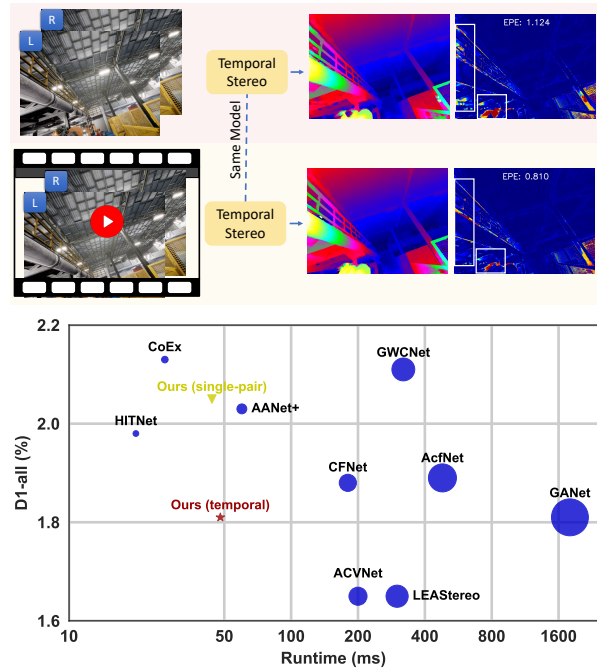 R
L
Temporal
Stereo
EPE: 1.124
Same Model
R
L
Temporal
Stereo
EPE: 0.810
2.2
2.0
1.8
1.6
D1-all (%)
CoEx
GWCNet
Ours (single-pair)
AANet+
HITNet
CFNet
AcfNet
GANet
Ours (temporal)
ACVNet
LEAStereo
10
50
100
200
400
800
1600
Runtime (ms)